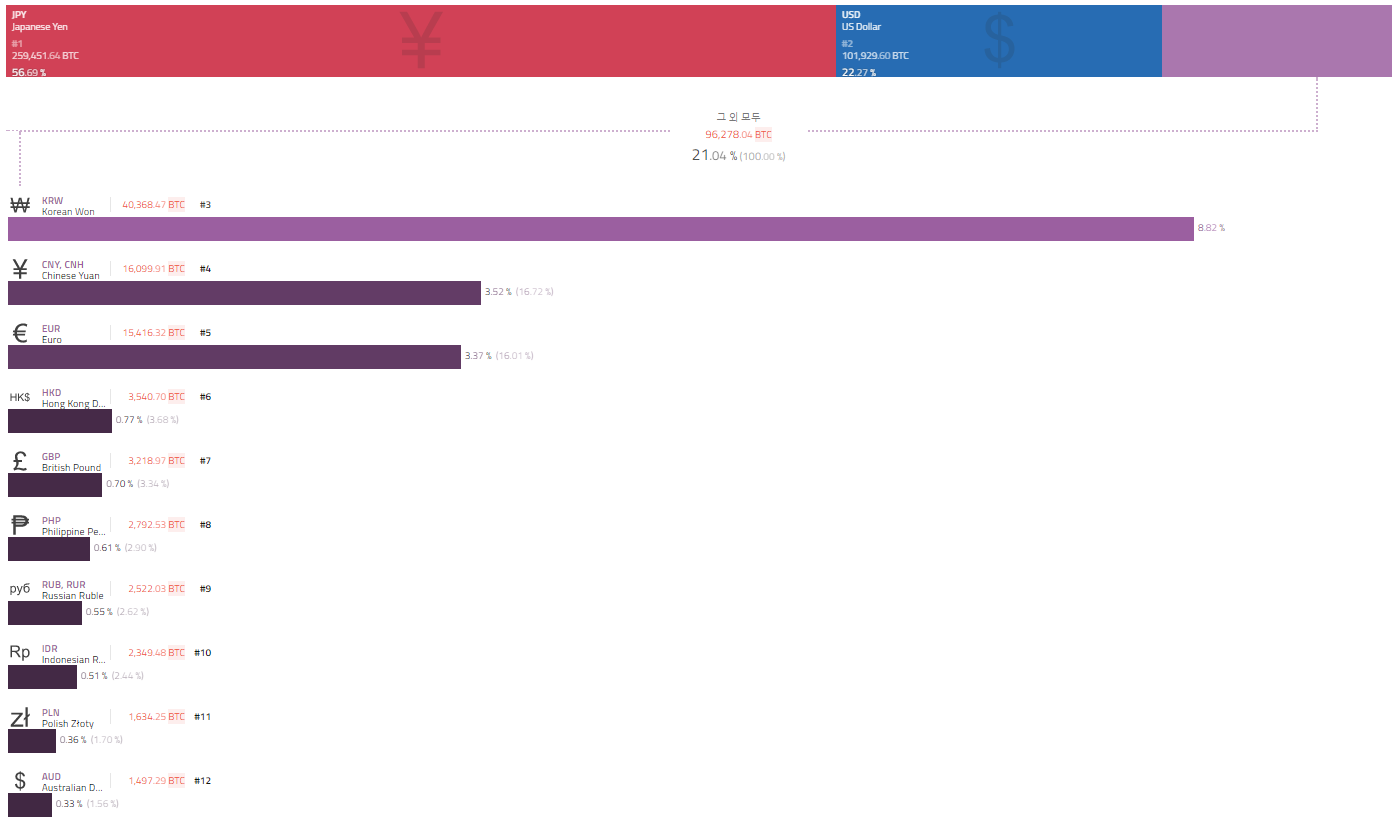 JPY
Japanese Yen
¥
#1
259,451.64 BTC
56.69 %
USD
US Dollar
$
#2
101,929.60 BTC
22.27 %
그 외 모두
96,278.04 BTC
21.04 % (100.00 %)
₩ KRW 40,368.47 BTC #3
Korean Won
8.82 %
¥ CNY, CNH 16,099.91 BTC #4
Chinese Yuan
3.52 % (16.72 %)
€ EUR 15,416.32 BTC #5
Euro
3.37 % (16.01 %)
HK$ HKD 3,540.70 BTC #6
Hong Kong D...
0.77 % (3.68 %)
£ GBP 3,218.97 BTC #7
British Pound
0.70 % (3.34 %)
₱ PHP 2,792.53 BTC #8
Philippine Pe...
0.61 % (2.90 %)
руб RUB, RUR 2,522.03 BTC #9
Russian Ruble
0.55 % (2.62 %)
Rp IDR 2,349.48 BTC #10
Indonesian R...
0.51 % (2.44 %)
zł PLN 1,634.25 BTC #11
Polish Złoty
0.36 % (1.70 %)
$ AUD 1,497.29 BTC #12
Australian D...
0.33 % (1.56 %)